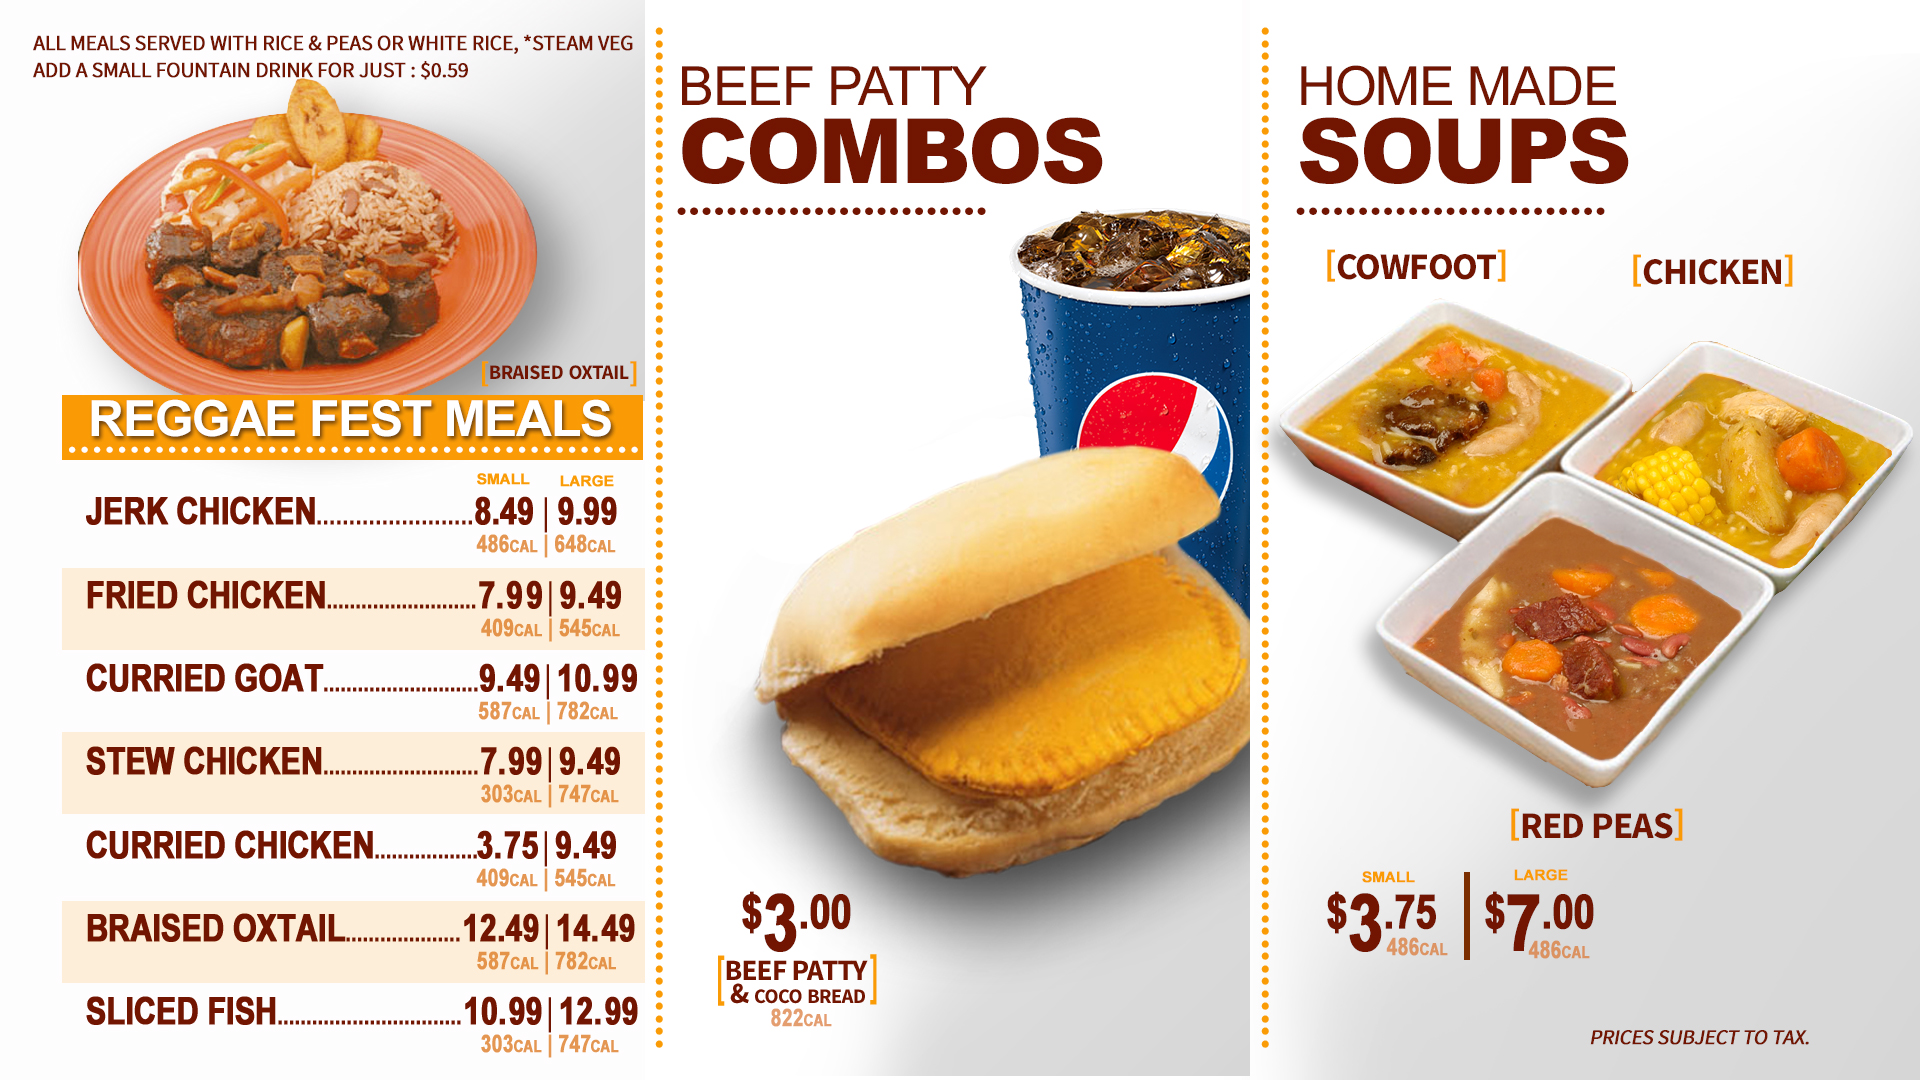 ALL MEALS SERVED WITH RICE & PEAS OR WHITE RICE, *STEAM VEG
ADD A SMALL FOUNTAIN DRINK FOR JUST : $0.59
[BRAISED OXTAIL]
REGGAE FEST MEALS
SMALL LARGE
JERK CHICKEN........................8.49 | 9.99
486CAL | 648CAL
FRIED CHICKEN..........................7.99 | 9.49
409CAL | 545CAL
CURRIED GOAT...........................9.49 | 10.99
587CAL | 782CAL
STEW CHICKEN...........................7.99 | 9.49
303CAL | 747CAL
CURRIED CHICKEN..................3.75 | 9.49
409CAL | 545CAL
BRAISED OXTAIL....................12.49 | 14.49
587CAL | 782CAL
SLICED FISH................................10.99 | 12.99
303CAL | 747CAL
BEEF PATTY
COMBOS
$3.00
[BEEF PATTY
& COCO BREAD]
822CAL
HOME MADE
SOUPS
[COWFOOT]
[CHICKEN]
[RED PEAS]
SMALL | LARGE
$3.75 | $7.00
486CAL | 486CAL
PRICES SUBJECT TO TAX.